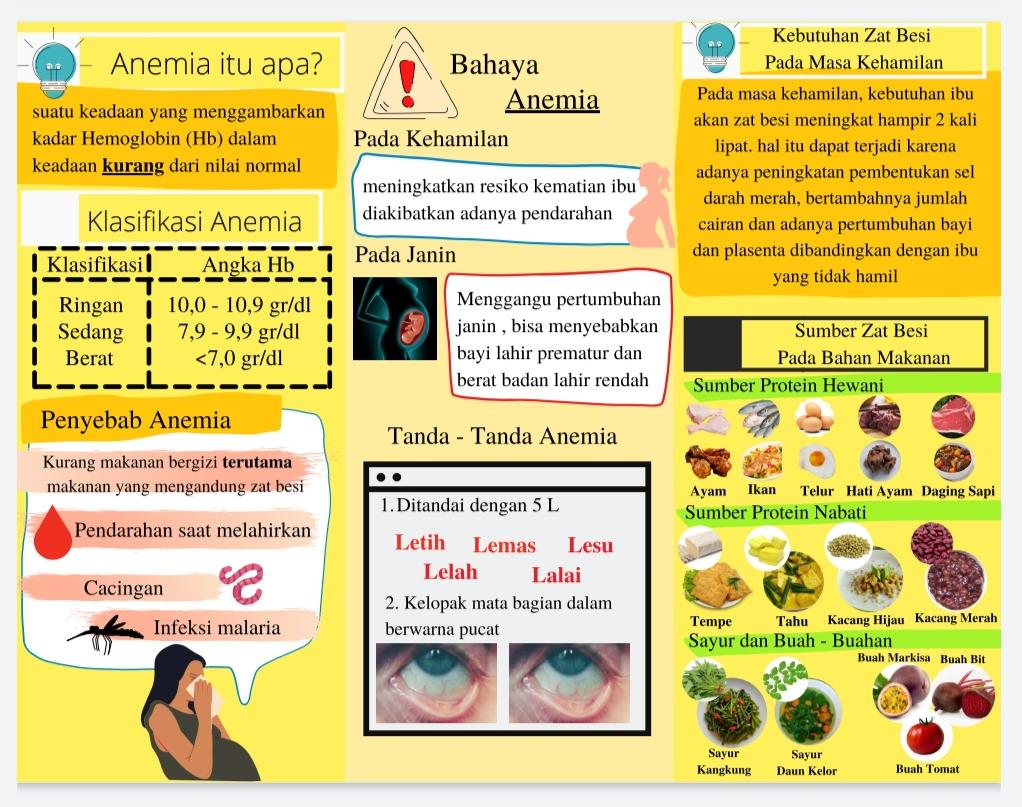 Anemia itu apa?
suatu keadaan yang menggambarkan
kadar Hemoglobin (Hb) dalam
keadaan kurang dari nilai normal
Klasifikasi Anemia
Klasifikasi Angka Hb
Ringan 10,0 - 10,9 gr/dl
Sedang 7,9 - 9,9 gr/dl
Berat <7,0 gr/dl
Penyebab Anemia
Kurang makanan bergizi terutama
makanan yang mengandung zat besi
Pendarahan saat melahirkan
Cacingan
Infeksi malaria
Bahaya
Anemia
Pada Kehamilan
meningkatkan resiko kematian ibu
diakibatkan adanya pendarahan
Pada Janin
Menggangu pertumbuhan
janin , bisa menyebabkan
bayi lahir prematur dan
berat badan lahir rendah
Tanda - Tanda Anemia
1. Ditandai dengan 5 L
Letih Lemas Lesu
Lelah Lalai
2. Kelopak mata bagian dalam
berwarna pucat
Kebutuhan Zat Besi
Pada Masa Kehamilan
Pada masa kehamilan, kebutuhan ibu
akan zat besi meningkat hampir 2 kali
lipat. hal itu dapat terjadi karena
adanya peningkatan pembentukan sel
darah merah, bertambahnya jumlah
cairan dan adanya pertumbuhan bayi
dan plasenta dibandingkan dengan ibu
yang tidak hamil
Sumber Zat Besi
Pada Bahan Makanan
Sumber Protein Hewani
Ayam Ikan Telur Hati Ayam Daging Sapi
Sumber Protein Nabati
Tempe Tahu Kacang Hijau Kacang Merah
Sayur dan Buah - Buahan
Buah Markisa Buah Bit
Sayur
Kangkung
Sayur
Daun Kelor
Buah Tomat